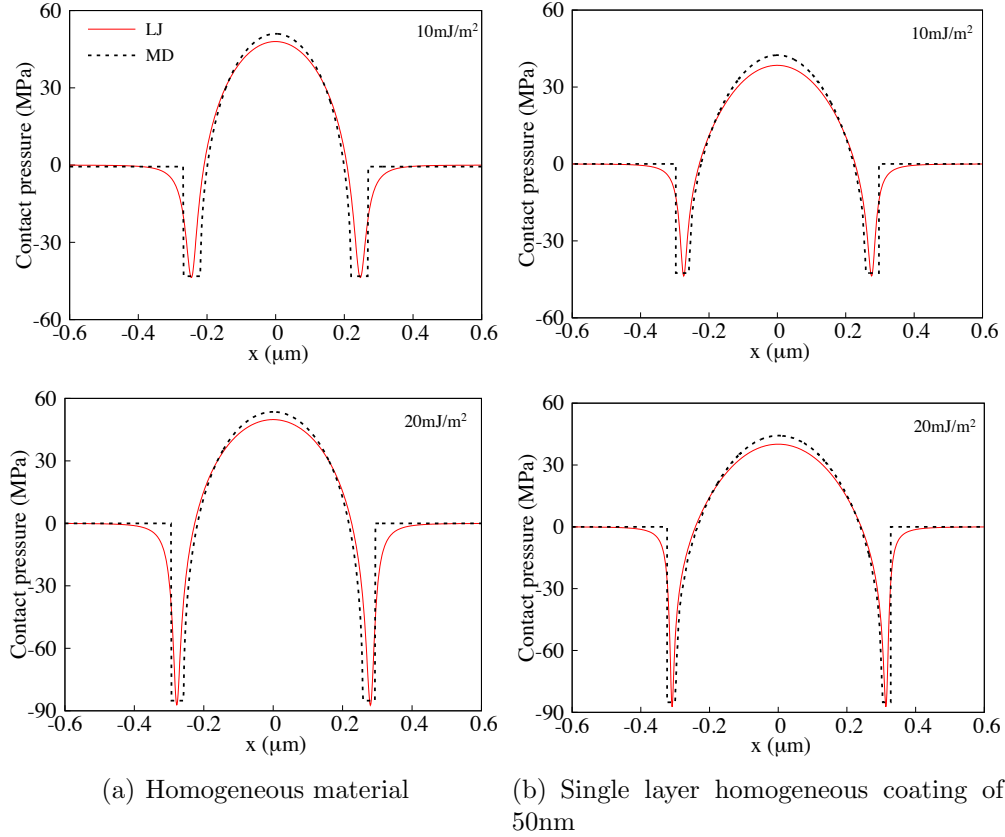 60
30
0
-30
-60
Contact pressure (MPa)
LJ
MD
10mJ/m²
-0.6 -0.4 -0.2 0 0.2 0.4 0.6
x (μm)
60
30
0
-30
-60
Contact pressure (MPa)
10mJ/m²
-0.6 -0.4 -0.2 0 0.2 0.4 0.6
x (μm)
60
30
0
-30
-60
-90
Contact pressure (MPa)
20mJ/m²
-0.6 -0.4 -0.2 0 0.2 0.4 0.6
x (μm)
60
30
0
-30
-60
-90
Contact pressure (MPa)
20mJ/m²
-0.6 -0.4 -0.2 0 0.2 0.4 0.6
x (μm)
(a) Homogeneous material
(b) Single layer homogeneous coating of
50nm